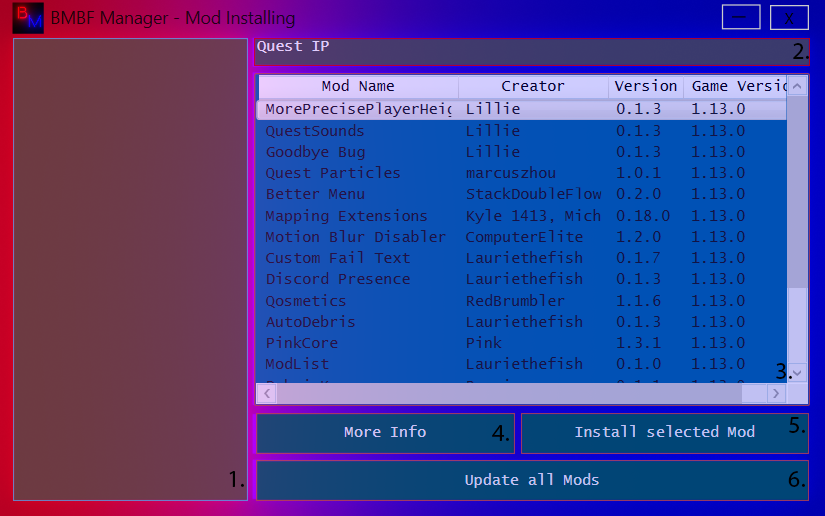 BM BMBF Manager - Mod Installing — X
Quest IP 2.
Mod Name Creator Version Game Versic
MorePrecisePlayerHeig Lillie 0.1.3 1.13.0
QuestSounds Lillie 0.1.3 1.13.0
Goodbye Bug Lillie 0.1.3 1.13.0
Quest Particles marcuszhou 1.0.1 1.13.0
Better Menu StackDoubleFlow 0.2.0 1.13.0
Mapping Extensions Kyle 1413, Mich 0.18.0 1.13.0
Motion Blur Disabler ComputerElite 1.2.0 1.13.0
Custom Fail Text Lauriethefish 0.1.7 1.13.0
Discord Presence Lauriethefish 0.1.3 1.13.0
Qosmetics RedBrumbler 1.1.6 1.13.0
AutoDebris Lauriethefish 0.1.3 1.13.0
PinkCore Pink 1.3.1 1.13.0
ModList Lauriethefish 0.1.0 1.13.0
3.
More Info 4.
Install selected Mod 5.
1.
Update all Mods 6.